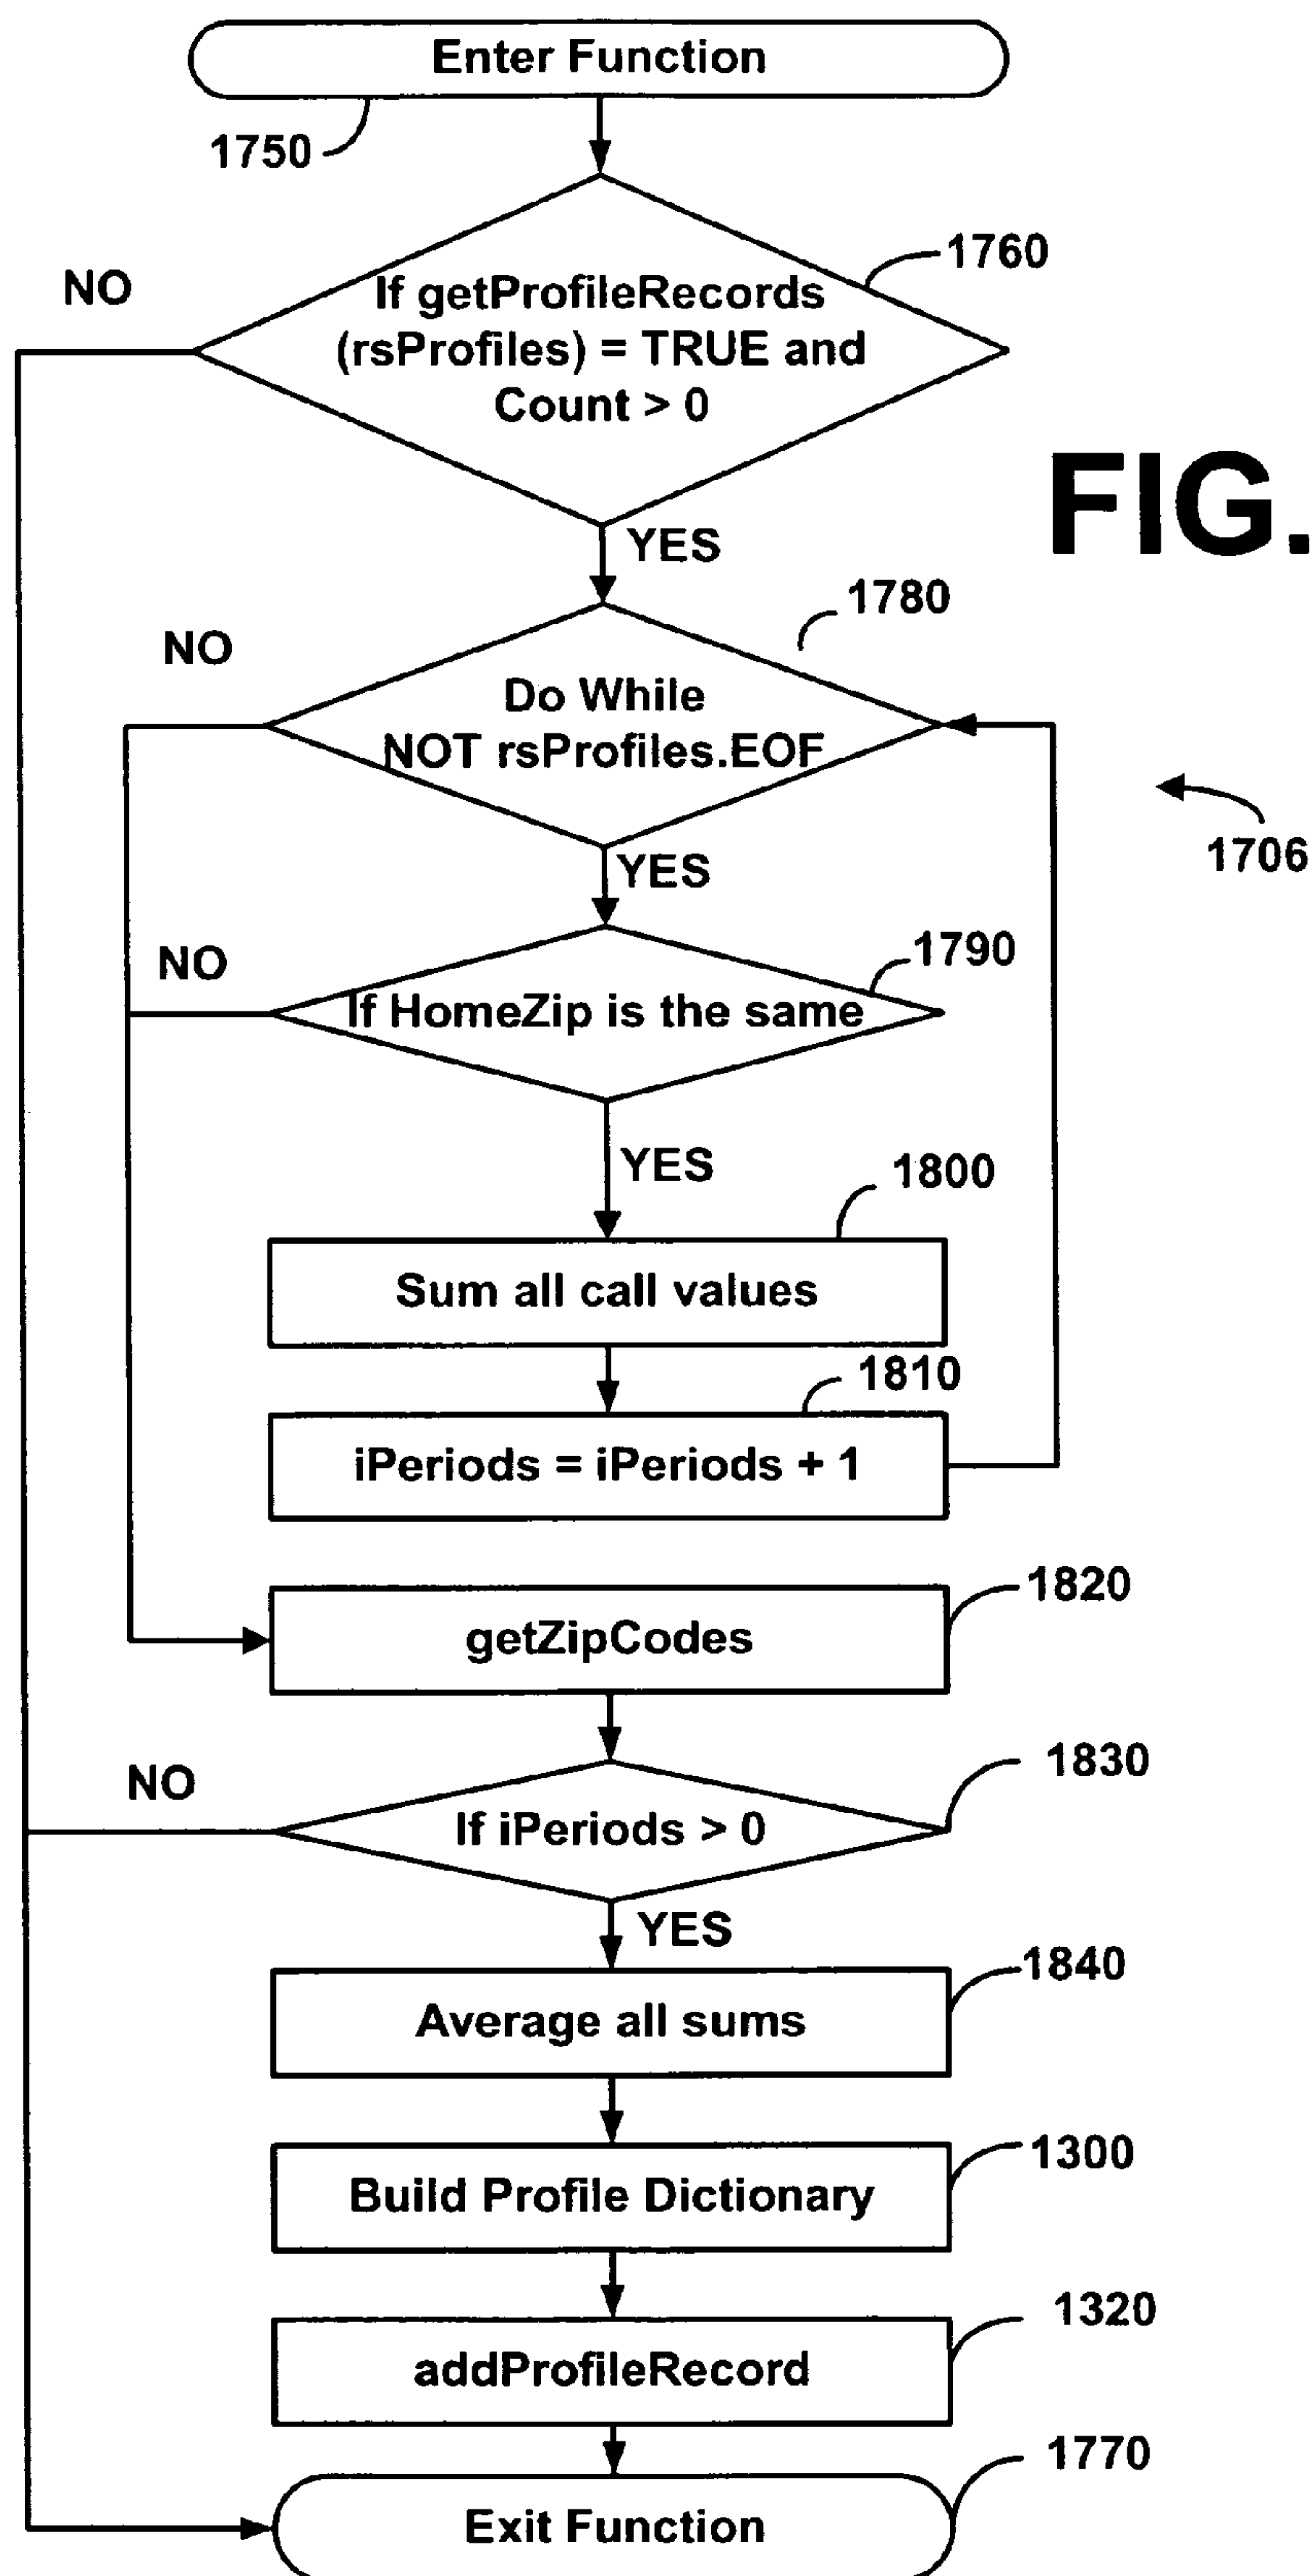 Enter Function
1750
1760
NO
If getProfileRecords
(rsProfiles) = TRUE and
Count > 0
FIG.
YES
1780
NO
Do While
NOT rsProfiles.EOF
1706
YES
1790
NO
If HomeZip is the same
YES
1800
Sum all call values
1810
iPeriods = iPeriods + 1
1820
getZipCodes
1830
NO
If iPeriods > 0
YES
1840
Average all sums
1300
Build Profile Dictionary
1320
addProfileRecord
1770
Exit Function